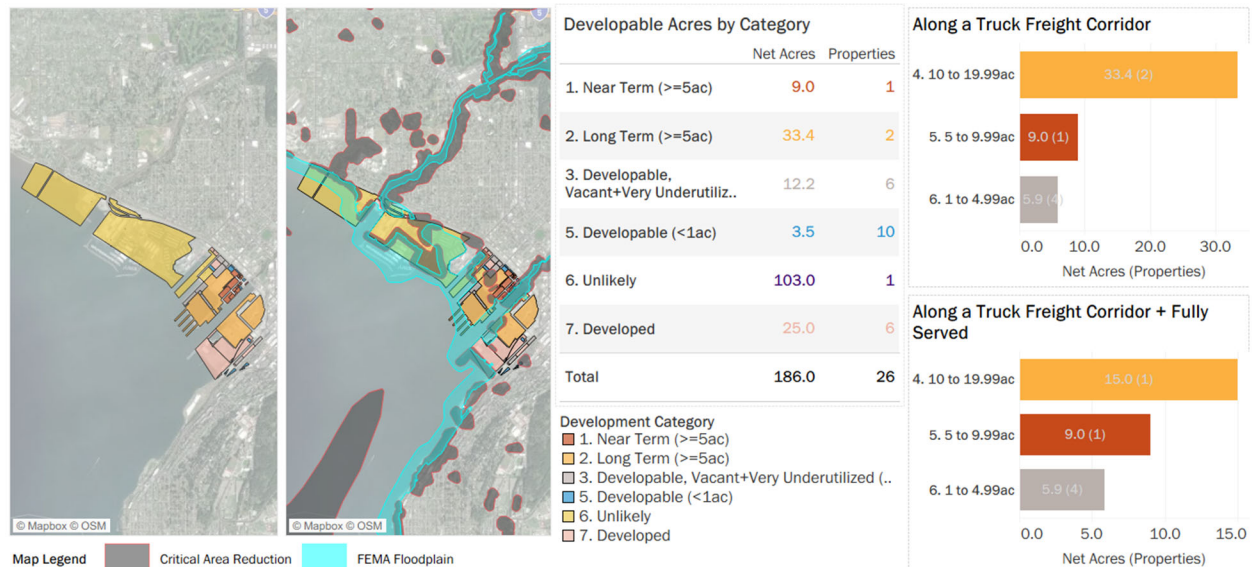 © Mapbox © OSM
© Mapbox © OSM
Map Legend
Critical Area Reduction
FEMA Floodplain
Developable Acres by Category
Net Acres Properties
1. Near Term (>=5ac) 9.0 1
2. Long Term (>=5ac) 33.4 2
3. Developable,
Vacant+Very Underutiliz.. 12.2 6
5. Developable (<1ac) 3.5 10
6. Unlikely 103.0 1
7. Developed 25.0 6
Total 186.0 26
Development Category
1. Near Term (>=5ac)
2. Long Term (>=5ac)
3. Developable, Vacant+Very Underutilized (..
5. Developable (<1ac)
6. Unlikely
7. Developed
Along a Truck Freight Corridor
4. 10 to 19.99ac 33.4 (2)
5. 5 to 9.99ac 9.0 (1)
6. 1 to 4.99ac 5.9 (4)
0.0 10.0 20.0 30.0
Net Acres (Properties)
Along a Truck Freight Corridor + Fully
Served
4. 10 to 19.99ac 15.0 (1)
5. 5 to 9.99ac 9.0 (1)
6. 1 to 4.99ac 5.9 (4)
0.0 5.0 10.0 15.0
Net Acres (Properties)